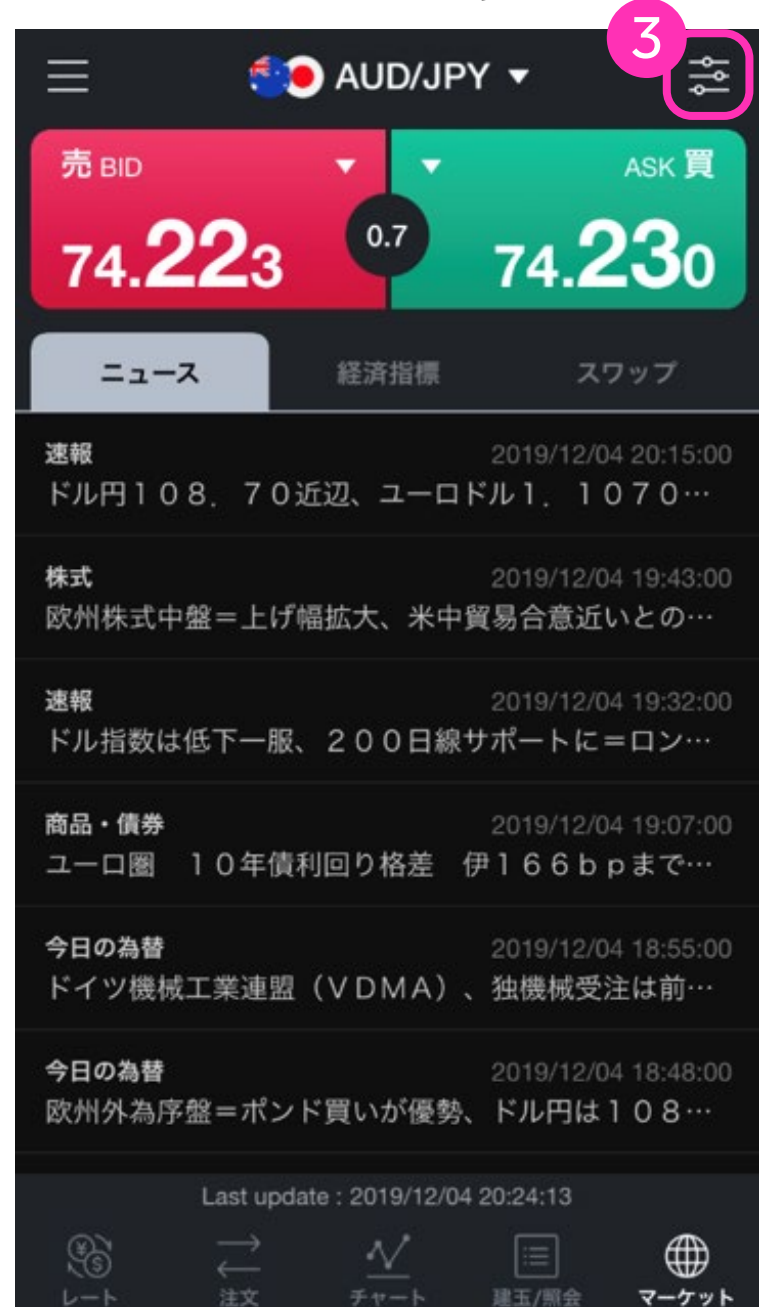 3
AUD/JPY ▼
売 BID ▼ ▼ ASK 買
74.223 0.7 74.230
ニュース 経済指標 スワップ
速報 2019/12/04 20:15:00
ドル円１０８．７０近辺、ユーロドル１．１０７０…
株式 2019/12/04 19:43:00
欧州株式中盤＝上げ幅拡大、米中貿易合意近いとの…
速報 2019/12/04 19:32:00
ドル指数は低下一服、２００日線サポートに＝ロン…
商品・債券 2019/12/04 19:07:00
ユーロ圏　１０年債利回り格差　伊１６６ｂｐまで…
今日の為替 2019/12/04 18:55:00
ドイツ機械工業連盟（ＶＤＭＡ）、独機械受注は前…
今日の為替 2019/12/04 18:48:00
欧州外為序盤＝ポンド買いが優勢、ドル円は１０８…
Last update : 2019/12/04 20:24:13
レート 注文 チャート 建玉/照会 マーケット